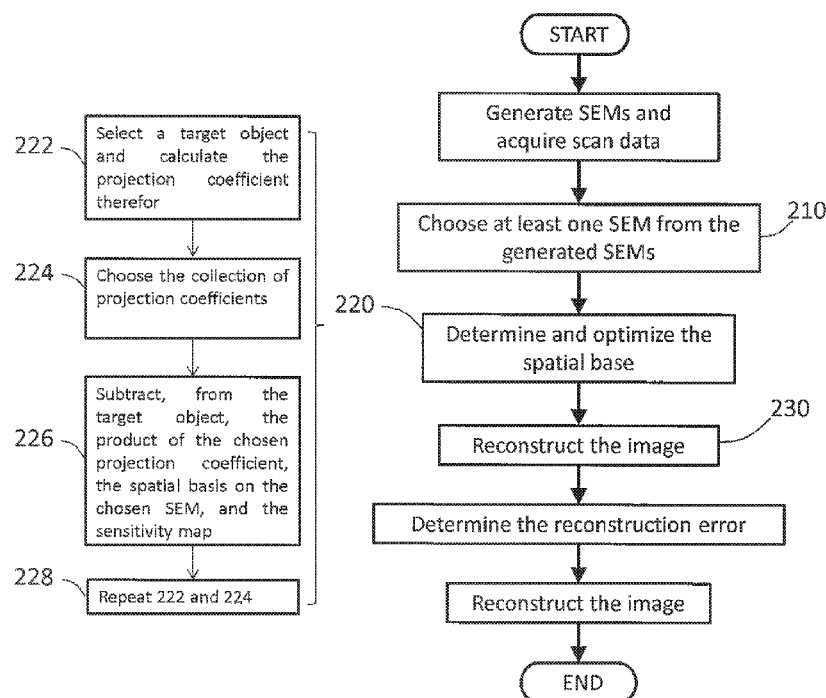 START
Generate SEMs and
acquire scan data
210
Choose at least one SEM from the
generated SEMs
220
Determine and optimize the
spatial base
230
Reconstruct the image
Determine the reconstruction error
Reconstruct the image
END
222
Select a target object
and calculate the
projection coefficient
therefor
224
Choose the collection of
projection coefficients
226
Subtract, from the
target object, the
product of the chosen
projection coefficient,
the spatial basis on the
chosen SEM, and the
sensitivity map
228
Repeat 222 and 224